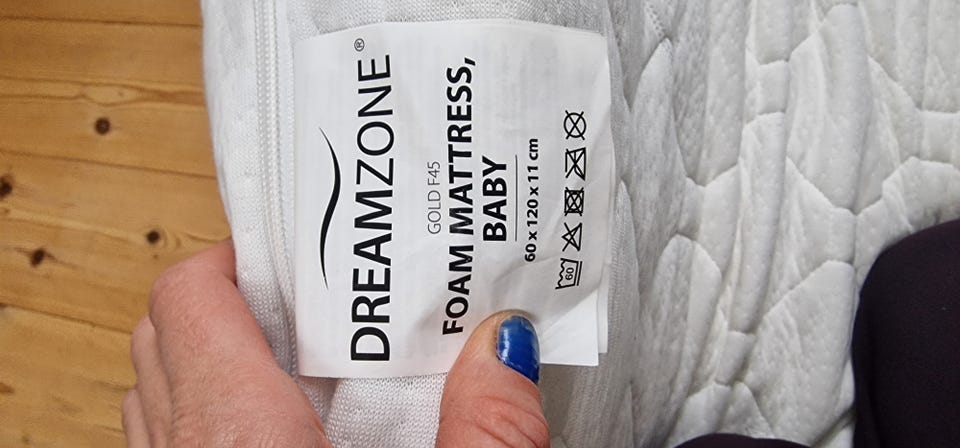 DREAMZONE®
GOLD F45
FOAM MATTRESS,
BABY
60 x 120 x 11 cm
60